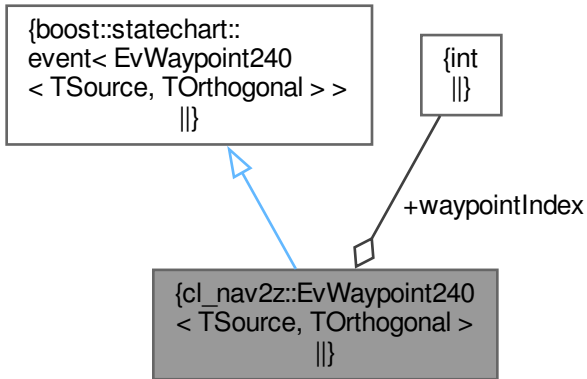 {boost::statechart::
event< EvWaypoint240
< TSource, TOrthogonal > >
||}
{int
||}
+waypointIndex
{cl_nav2z::EvWaypoint240
< TSource, TOrthogonal >
||}